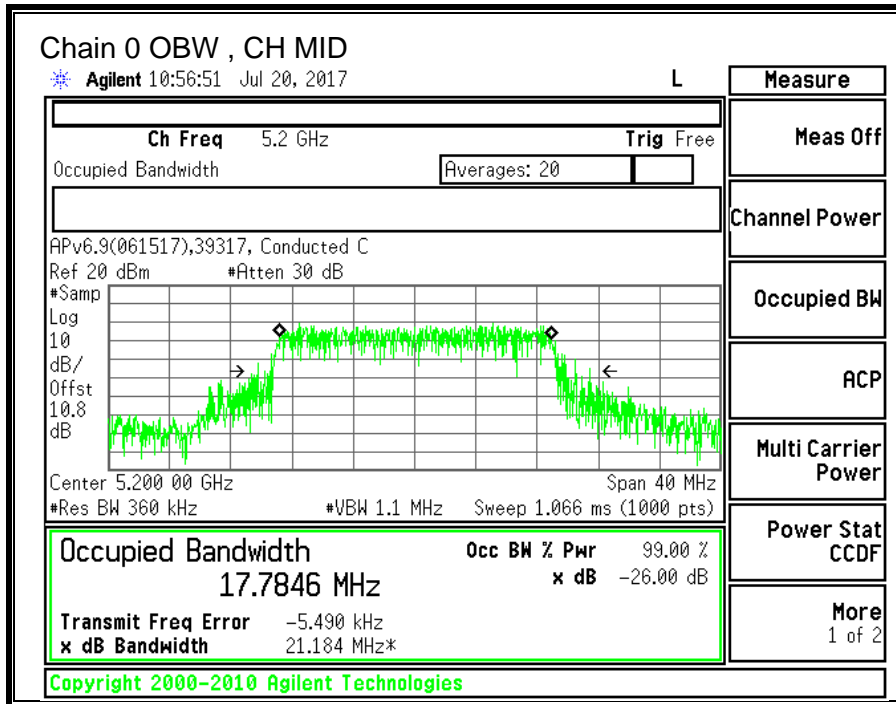 Chain 0 OBW , CH MID
Agilent 10:56:51 Jul 20, 2017 L
Measure
Ch Freq 5.2 GHz Trig Free
Occupied Bandwidth Averages: 20
APv6.9(061517),39317, Conducted C
Ref 20 dBm #Atten 30 dB
#Samp
Log
10
dB/
Offst
10.8
dB
Center 5.200 00 GHz Span 40 MHz
#Res BW 360 kHz #VBW 1.1 MHz Sweep 1.066 ms (1000 pts)
Occupied Bandwidth Occ BW % Pwr 99.00 %
17.7846 MHz x dB -26.00 dB
Transmit Freq Error -5.490 kHz
x dB Bandwidth 21.184 MHz*
Meas Off
Channel Power
Occupied BW
ACP
Multi Carrier
Power
Power Stat
CCDF
More
1 of 2
Copyright 2000-2010 Agilent Technologies